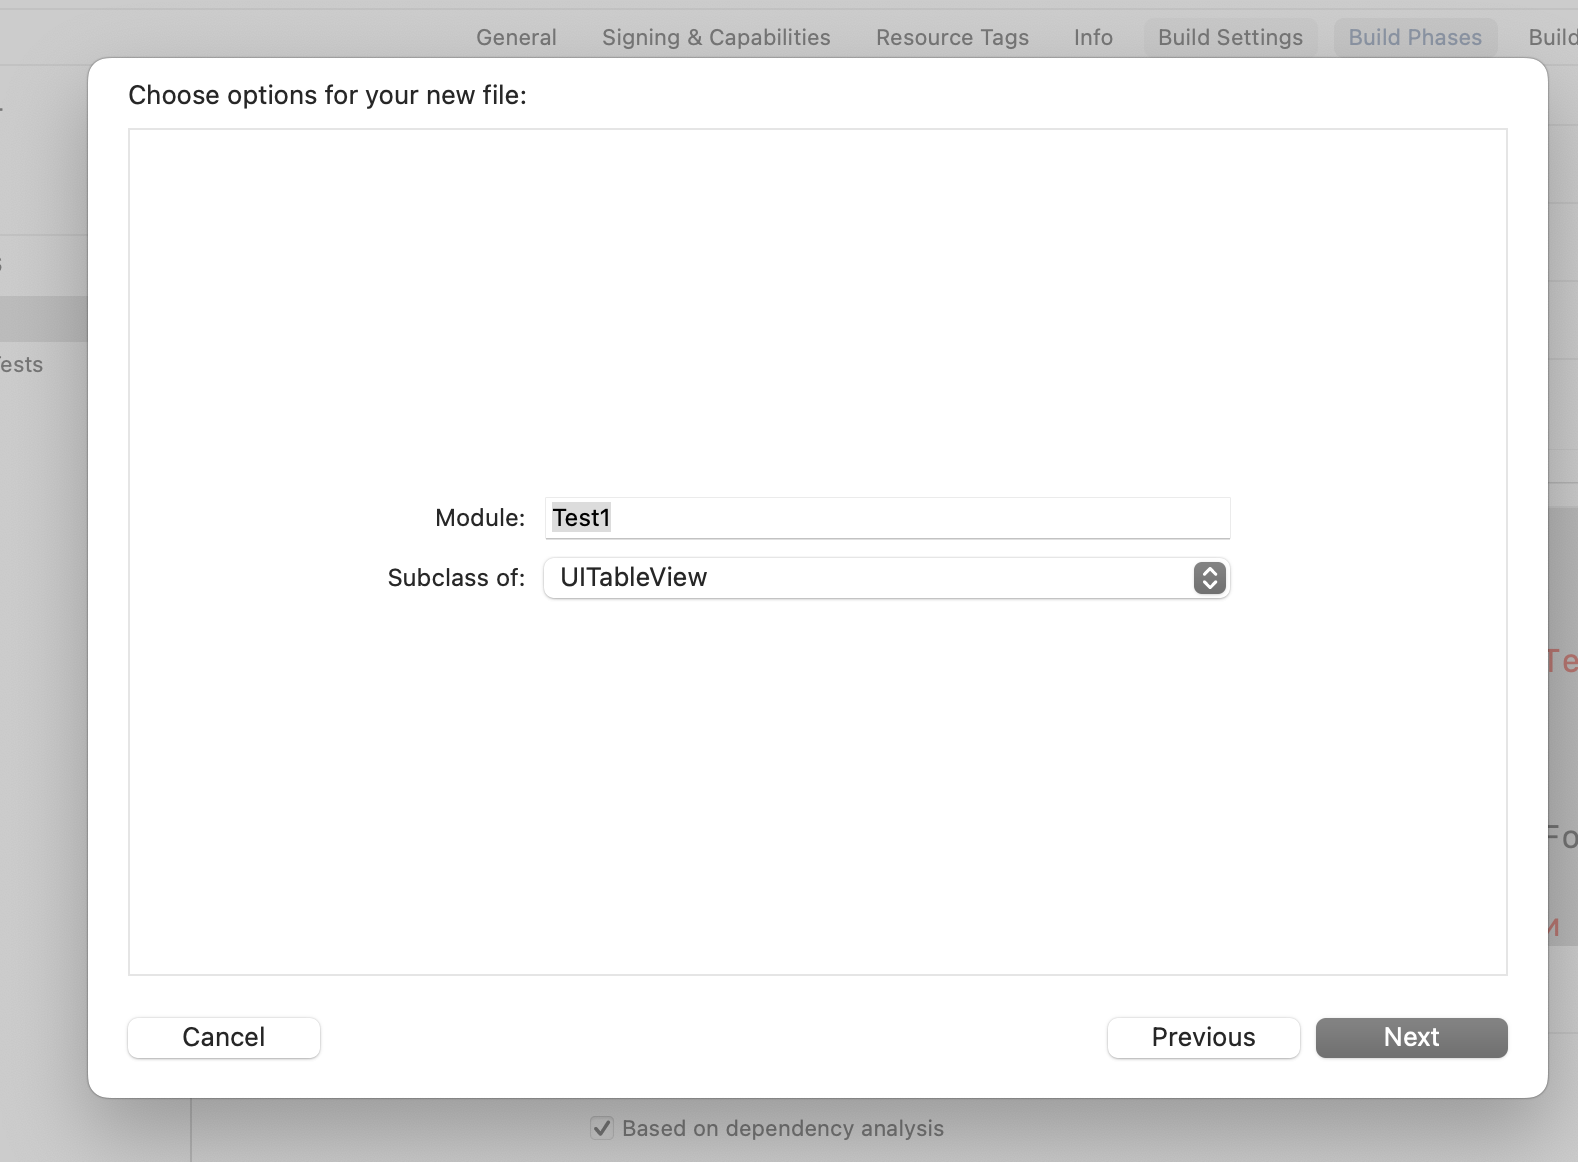 General Signing & Capabilities Resource Tags Info Build Settings Build Phases Build
Choose options for your new file:
Module: Test1
Subclass of: UITableView
Cancel Previous Next
Based on dependency analysis